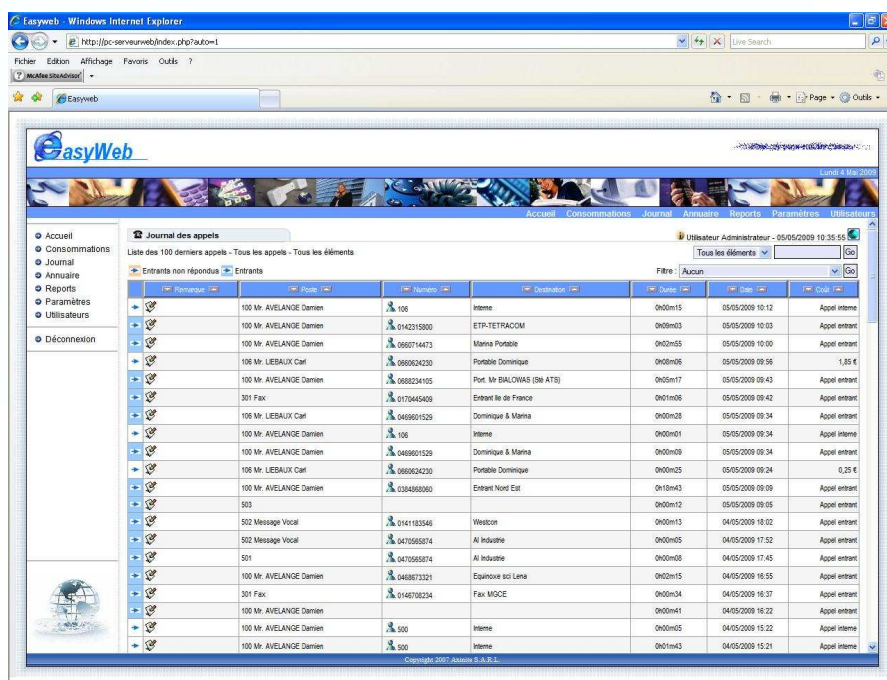 Easyweb - Windows Internet Explorer
http://pc-serveurweb/index.php?auto=1
Live Search
Fichier Edition Affichage Favoris Outils ?
McAfee SiteAdvisor
Easyweb
Page Outils
EasyWeb
Lundi 4 Mai 2009
Accueil Consommations Journal Annuaire Reports Paramètres Utilisateurs
Accueil
Consommations
Journal
Annuaire
Reports
Paramètres
Utilisateurs
Déconnexion
Journal des appels
Utilisateur Administrateur - 05/05/2009 10:35:55
Liste des 100 derniers appels - Tous les appels - Tous les éléments
Tous les éléments Go
Entrants non répondus Entrants
Filtre : Aucun Go
Remarque Poste Numéro Destination Durée Date Coût
100 Mr. AVELANGE Damien 106 Interne 0h00m15 05/05/2009 10:12 Appel interne
100 Mr. AVELANGE Damien 0142315800 ETP-TETRACOM 0h09m03 05/05/2009 10:03 Appel entrant
100 Mr. AVELANGE Damien 0660714473 Marina Portable 0h02m55 05/05/2009 10:00 Appel entrant
106 Mr. LIEBAUX Carl 0660624230 Portable Dominique 0h08m06 05/05/2009 09:56 1,85 €
100 Mr. AVELANGE Damien 0688234105 Port. Mr BIALOWAS (Sté ATS) 0h05m17 05/05/2009 09:43 Appel entrant
301 Fax 0170445409 Entrant Ile de France 0h01m06 05/05/2009 09:42 Appel entrant
106 Mr. LIEBAUX Carl 0469601529 Dominique & Marina 0h00m28 05/05/2009 09:34 Appel entrant
100 Mr. AVELANGE Damien 106 Interne 0h00m01 05/05/2009 09:34 Appel interne
100 Mr. AVELANGE Damien 0469601529 Dominique & Marina 0h00m09 05/05/2009 09:34 Appel entrant
106 Mr. LIEBAUX Carl 0660624230 Portable Dominique 0h00m25 05/05/2009 09:24 0,25 €
100 Mr. AVELANGE Damien 0384868060 Entrant Nord Est 0h18m43 05/05/2009 09:09 Appel entrant
503 0h00m12 05/05/2009 09:05 Appel entrant
502 Message Vocal 0141183546 Westcon 0h00m13 04/05/2009 18:02 Appel entrant
502 Message Vocal 0470565874 Al Industrie 0h00m05 04/05/2009 17:52 Appel entrant
501 0470565874 Al Industrie 0h00m08 04/05/2009 17:45 Appel entrant
100 Mr. AVELANGE Damien 0468673321 Equinoxe sci Lena 0h02m15 04/05/2009 16:55 Appel entrant
301 Fax 0146708234 Fax MGCE 0h00m34 04/05/2009 16:37 Appel entrant
100 Mr. AVELANGE Damien 0h00m41 04/05/2009 16:22 Appel entrant
100 Mr. AVELANGE Damien 500 Interne 0h00m05 04/05/2009 15:22 Appel interne
100 Mr. AVELANGE Damien 500 Interne 0h01m43 04/05/2009 15:21 Appel interne